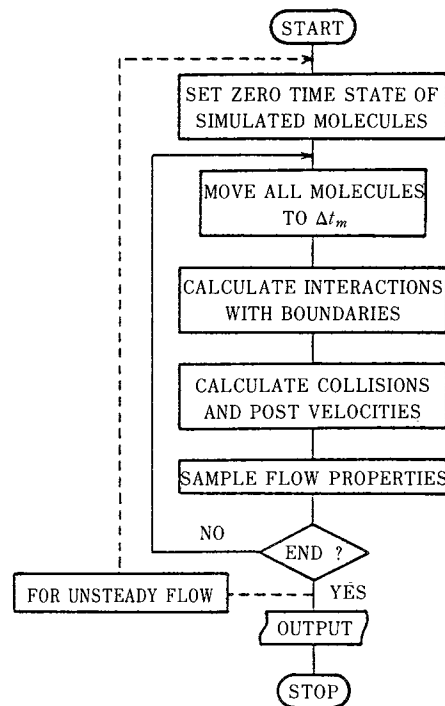 START
SET ZERO TIME STATE OF
SIMULATED MOLECULES
MOVE ALL MOLECULES
TO Δt_m
CALCULATE INTERACTIONS
WITH BOUNDARIES
CALCULATE COLLISIONS
AND POST VELOCITIES
SAMPLE FLOW PROPERTIES
NO
END ?
YES
FOR UNSTEADY FLOW
OUTPUT
STOP